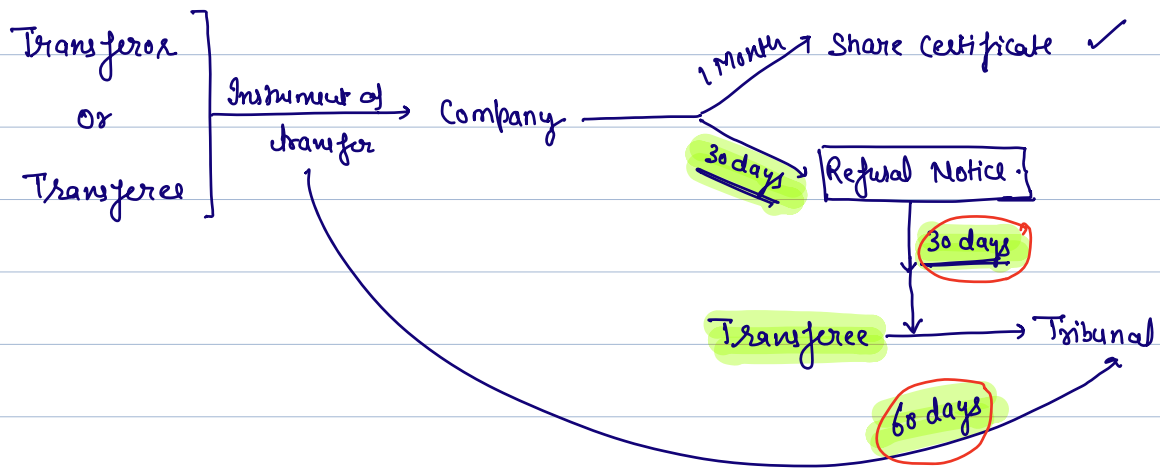 Transferor
Or
Transferee
Instrument of
transfer
Company
1 Month
Share Certificate ✓
30 days
Refusal Notice.
30 days
Transferee
Tribunal
60 days